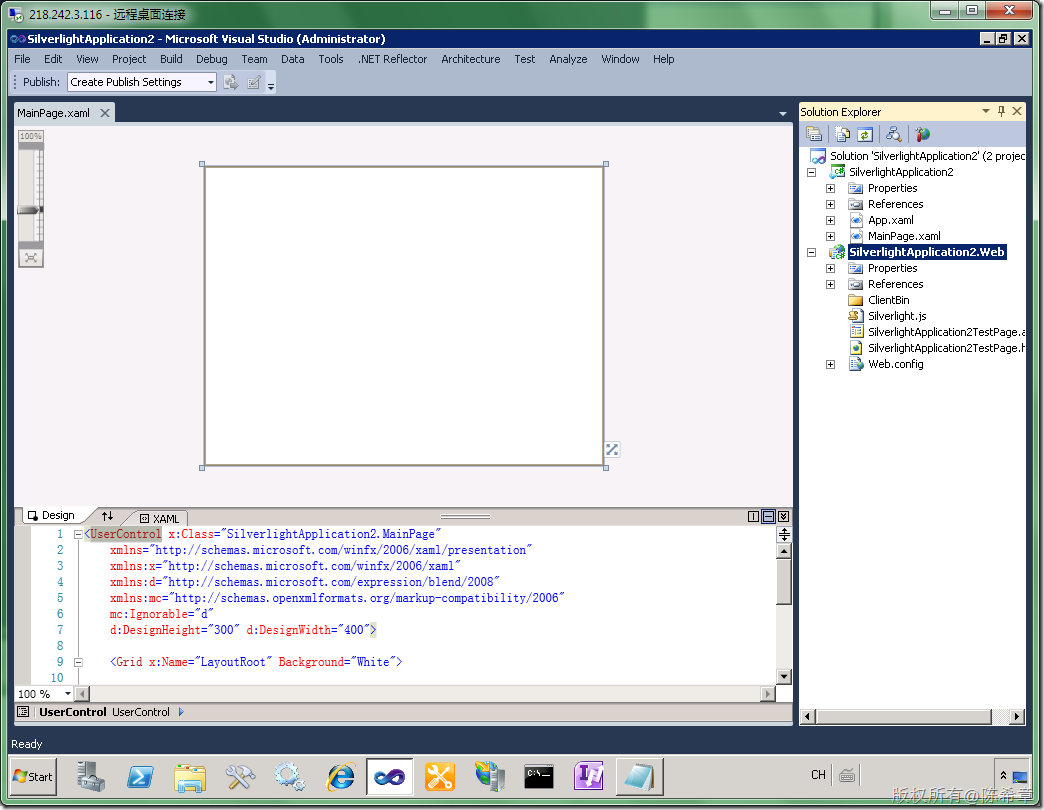 218.242.3.116 - 远程桌面连接
SilverlightApplication2 - Microsoft Visual Studio (Administrator)
File Edit View Project Build Debug Team Data Tools .NET Reflector Architecture Test Analyze Window Help
Publish: Create Publish Settings
MainPage.xaml
100%
Solution Explorer
Solution 'SilverlightApplication2' (2 projec
SilverlightApplication2
Properties
References
App.xaml
MainPage.xaml
SilverlightApplication2.Web
Properties
References
ClientBin
Silverlight.js
SilverlightApplication2TestPage.a
SilverlightApplication2TestPage.h
Web.config
Design XAML
1 <UserControl x:Class="SilverlightApplication2.MainPage"
2 xmlns="http://schemas.microsoft.com/winfx/2006/xaml/presentation"
3 xmlns:x="http://schemas.microsoft.com/winfx/2006/xaml"
4 xmlns:d="http://schemas.microsoft.com/expression/blend/2008"
5 xmlns:mc="http://schemas.openxmlformats.org/markup-compatibility/2006"
6 mc:Ignorable="d"
7 d:DesignHeight="300" d:DesignWidth="400">
8
9 <Grid x:Name="LayoutRoot" Background="White">
10
100 %
UserControl UserControl
Ready
Start
CH
版权所有@陈希章